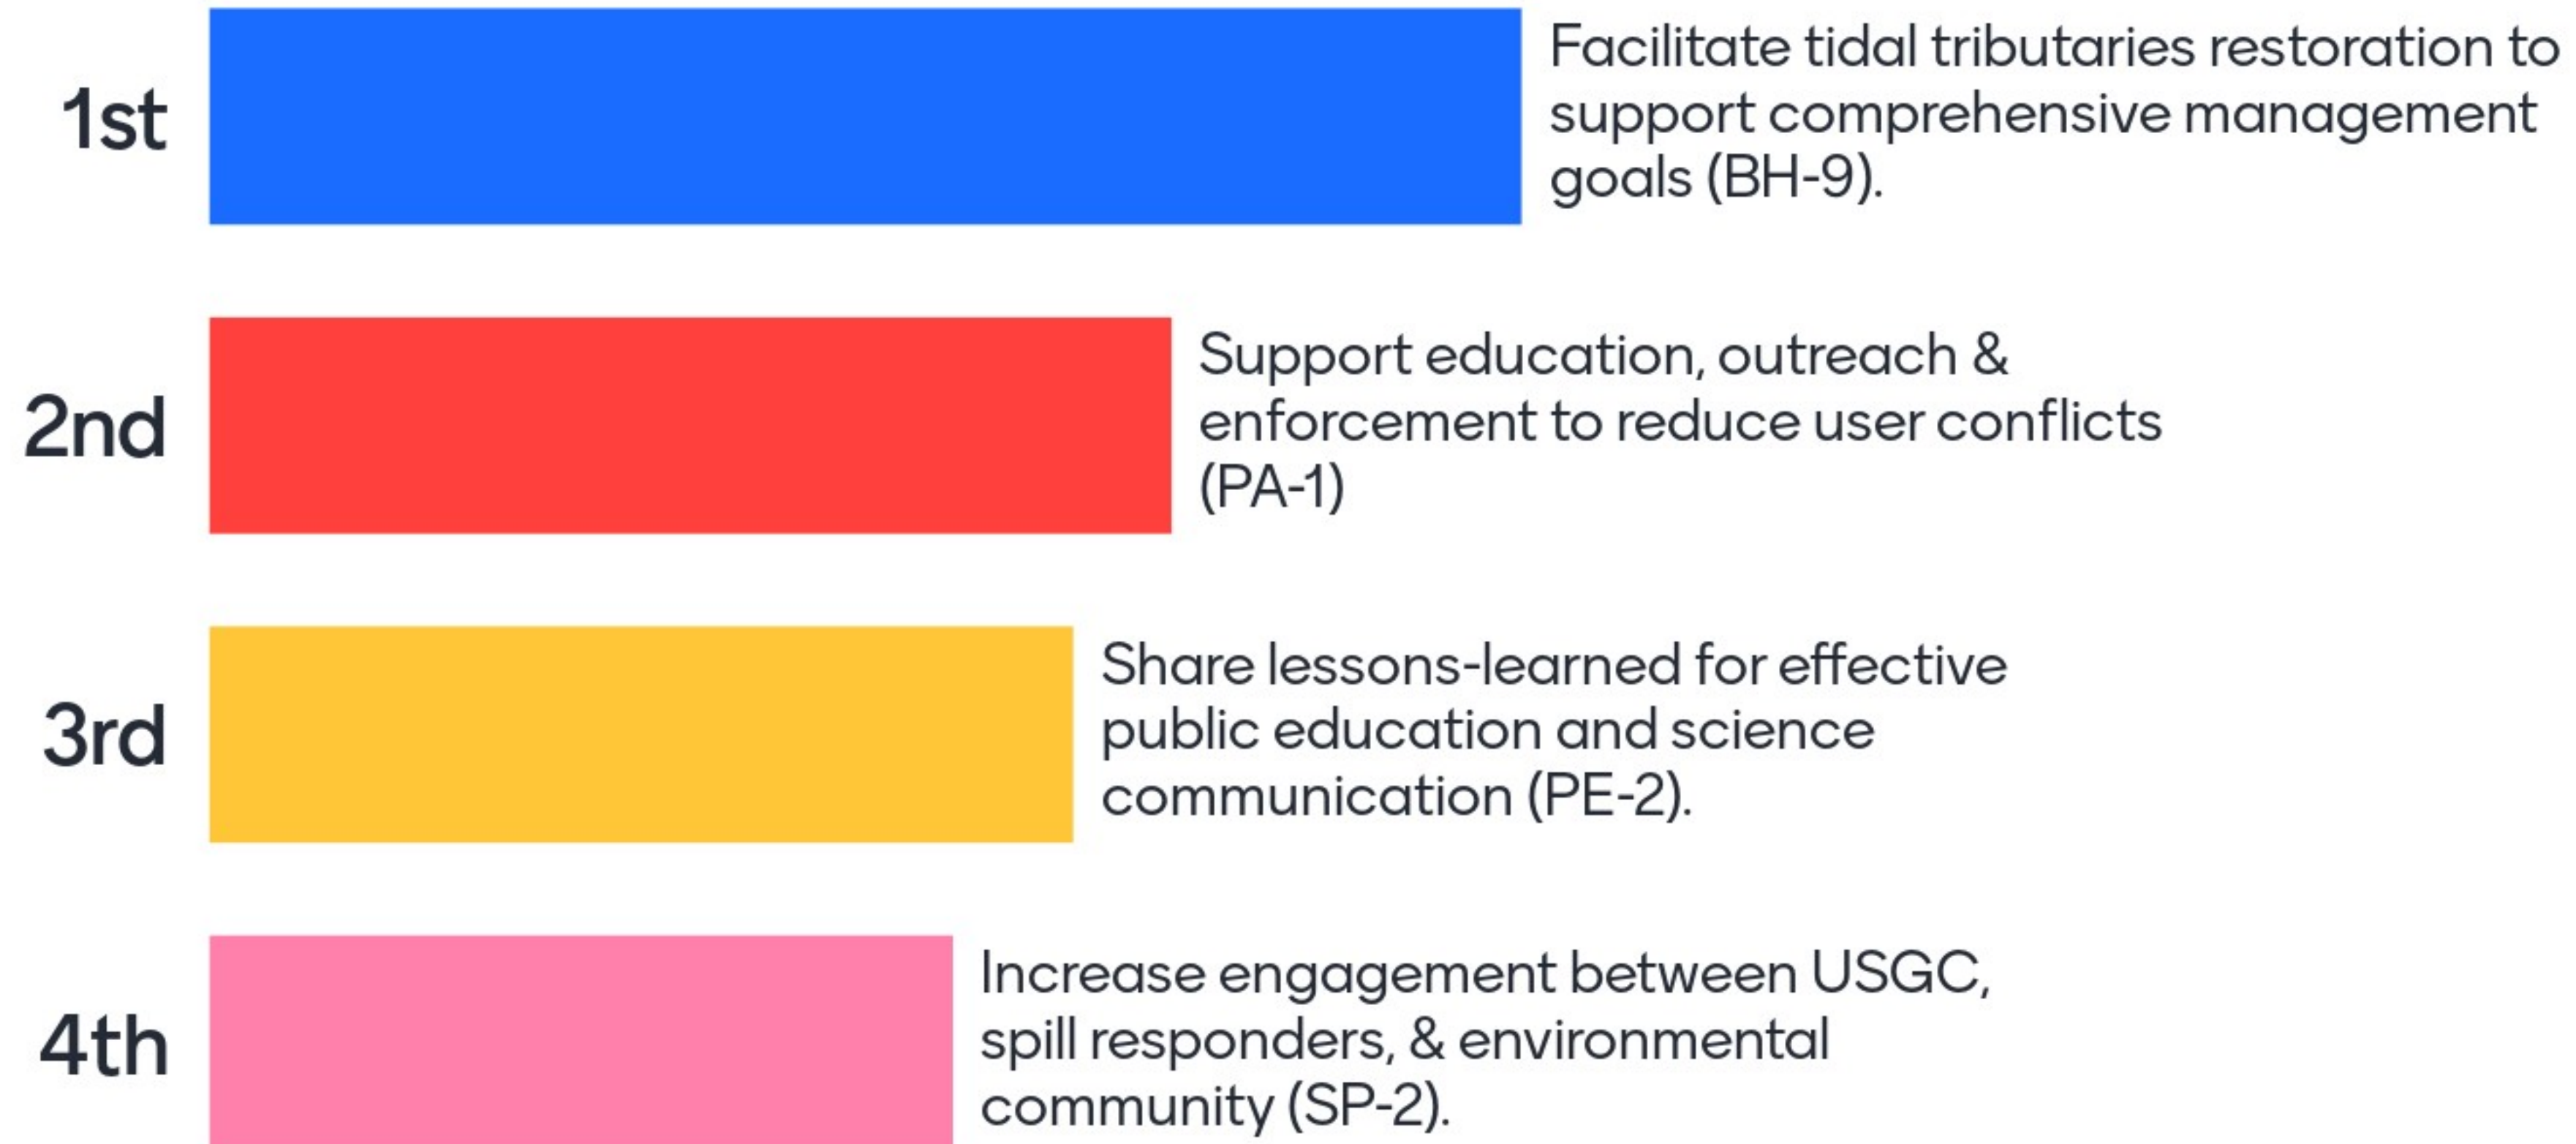 1st
Facilitate tidal tributaries restoration to
support comprehensive management
goals (BH-9).
2nd
Support education, outreach &
enforcement to reduce user conflicts
(PA-1)
3rd
Share lessons-learned for effective
public education and science
communication (PE-2).
4th
Increase engagement between USGC,
spill responders, & environmental
community (SP-2).